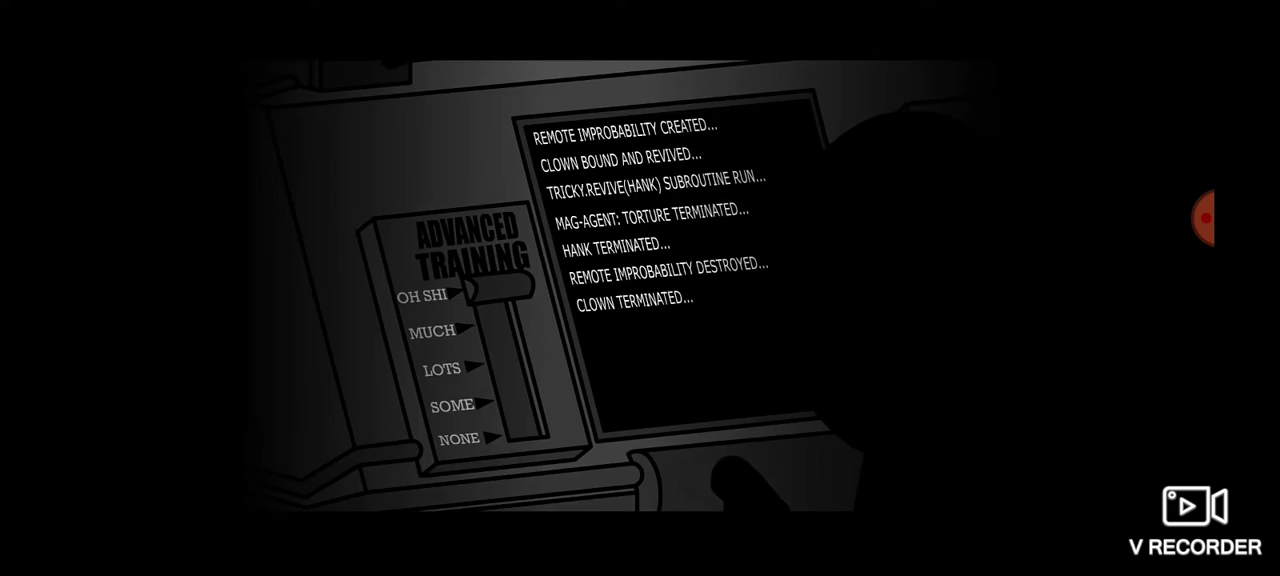 REMOTE IMPROBABILITY CREATED...
CLOWN BOUND AND REVIVED...
TRICKY.REVIVE(HANK) SUBROUTINE RUN...
MAG-AGENT: TORTURE TERMINATED...
HANK TERMINATED...
REMOTE IMPROBABILITY DESTROYED...
CLOWN TERMINATED...
ADVANCED
TRAINING
OH SHI
MUCH
LOTS
SOME
NONE
V RECORDER